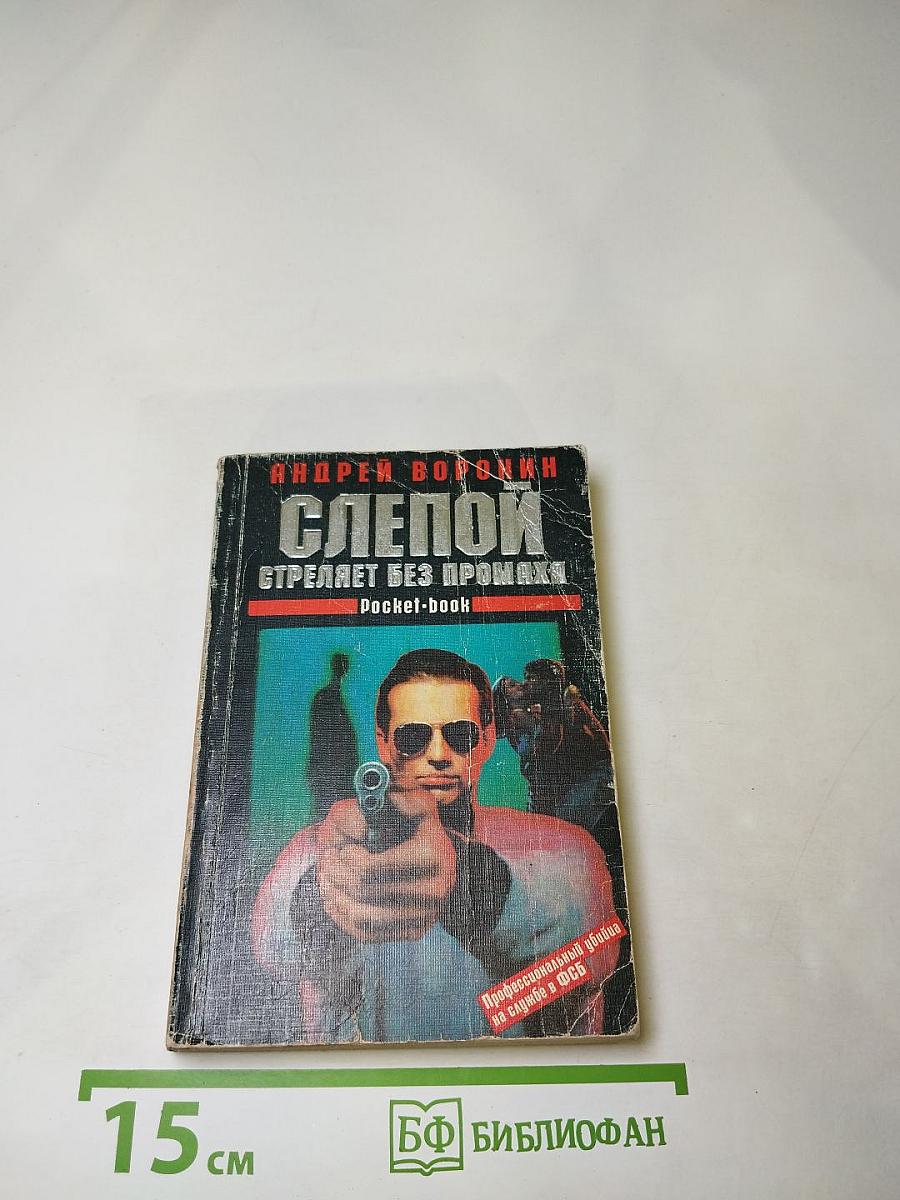 АНДРЕЙ ВОРОНИН
СЛЕПОЙ
СТРЕЛЯЕТ БЕЗ ПРОМАХА
Pocket-book
Профессиональный убийца
на службе в ФСБ
15 см
БФ БИБЛИОФАН